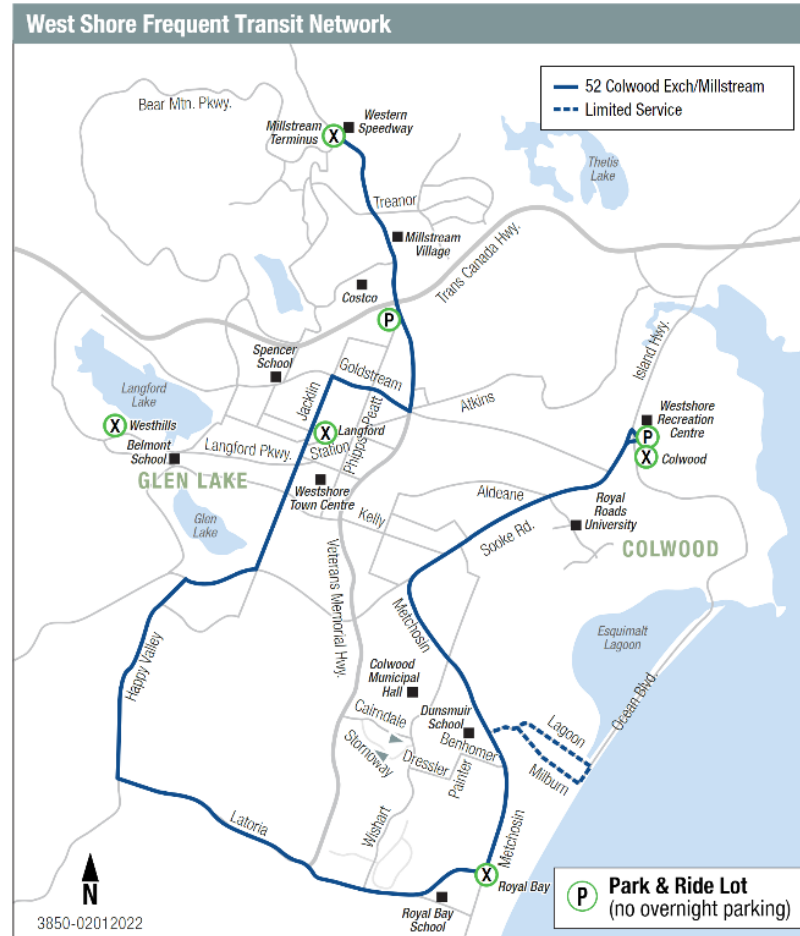 West Shore Frequent Transit Network
52 Colwood Exch/Millstream
Limited Service
Bear Mtn. Pkwy.
Western
Speedway
Millstream
Terminus
X
Thetis
Lake
Treanor
Millstream
Village
Trans Canada Hwy.
Costco
P
Island Hwy.
Spencer
School
Goldstream
Langford
Lake
Jacklin
Peatt
Atkins
Phipps
Westshore
Recreation
Centre
P
X
Westhills
X
Langford
Station
X
Colwood
Belmont
School
Langford Pkwy.
GLEN LAKE
Westshore
Town Centre
Aldeane
Royal
Roads
University
Glen
Lake
Kelly
Sooke Rd.
COLWOOD
Veterans Memorial Hwy.
Metchosin
Esquimalt
Lagoon
Happy Valley
Colwood
Municipal
Hall
Ocean Blvd.
Cairndale
Dunsmuir
School
Lagoon
Benhomer
Stornoway
Dressler
Painter
Milburn
Latoria
Wishart
Metchosin
X
Royal Bay
Royal Bay
School
N
3850-02012022
P
Park & Ride Lot
(no overnight parking)